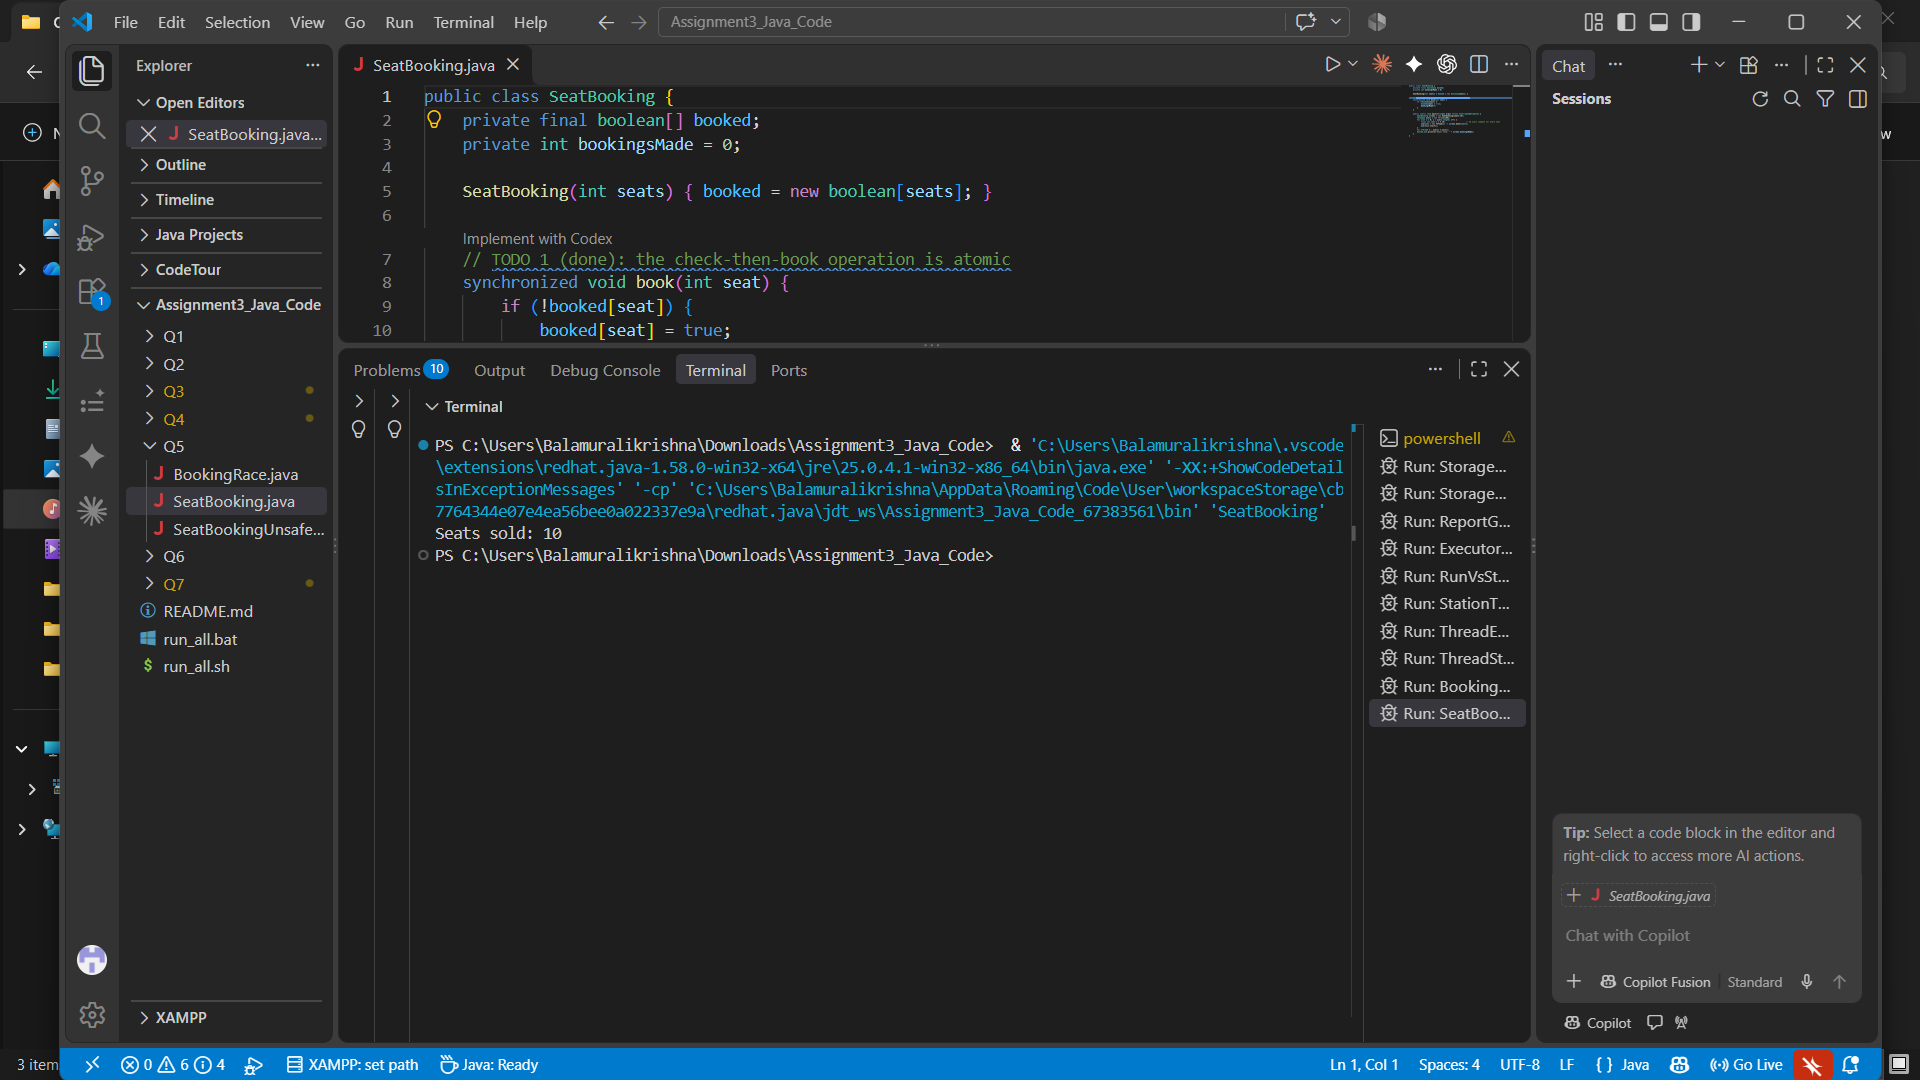 File Edit Selection View Go Run Terminal Help
Assignment3_Java_Code
Explorer
Open Editors
SeatBooking.java...
Outline
Timeline
Java Projects
CodeTour
Assignment3_Java_Code
Q1
Q2
Q3
Q4
Q5
BookingRace.java
SeatBooking.java
SeatBookingUnsafe...
Q6
Q7
README.md
run_all.bat
run_all.sh
XAMPP
1
SeatBooking.java
1 public class SeatBooking {
2 private final boolean[] booked;
3 private int bookingsMade = 0;
4
5 SeatBooking(int seats) { booked = new boolean[seats]; }
6
Implement with Codex
7 // TODO 1 (done): the check-then-book operation is atomic
8 synchronized void book(int seat) {
9 if (!booked[seat]) {
10 booked[seat] = true;
Problems 10 Output Debug Console Terminal Ports
Terminal
PS C:\Users\Balamuralikrishna\Downloads\Assignment3_Java_Code> & 'C:\Users\Balamuralikrishna\.vscode
\extensions\redhat.java-1.58.0-win32-x64\jre\25.0.4.1-win32-x86_64\bin\java.exe' '-XX:+ShowCodeDetail
sInExceptionMessages' '-cp' 'C:\Users\Balamuralikrishna\AppData\Roaming\Code\User\workspaceStorage\cb
7764344e07e4ea56bee0a022337e9a\redhat.java\jdt_ws\Assignment3_Java_Code_67383561\bin' 'SeatBooking'
Seats sold: 10
PS C:\Users\Balamuralikrishna\Downloads\Assignment3_Java_Code>
powershell
Run: Storage...
Run: Storage...
Run: ReportG...
Run: Executor...
Run: RunVsSt...
Run: StationT...
Run: ThreadE...
Run: ThreadSt...
Run: Booking...
Run: SeatBoo...
Chat
Sessions
Tip: Select a code block in the editor and
right-click to access more AI actions.
SeatBooking.java
Chat with Copilot
Copilot Fusion Standard
Copilot
3 item
0 6 4 XAMPP: set path Java: Ready
Ln 1, Col 1 Spaces: 4 UTF-8 LF {} Java Go Live